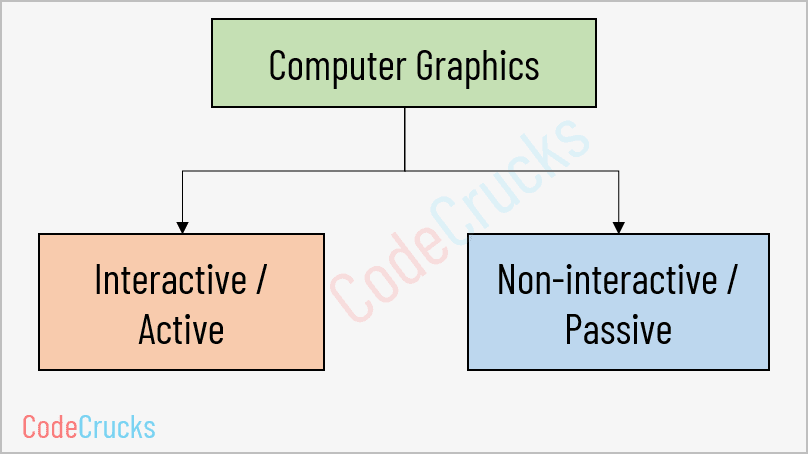 Computer Graphics
CodeCrucks
Interactive /
Active
Non-interactive /
Passive
CodeCrucks